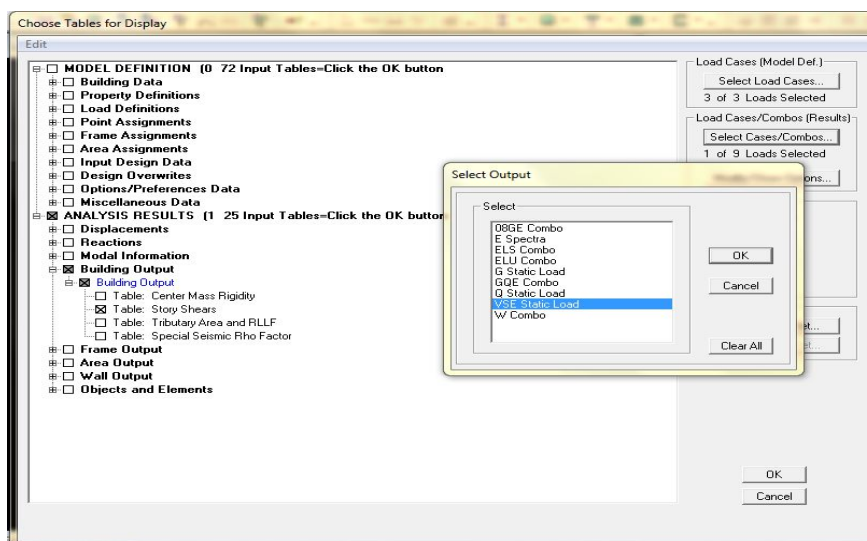 Choose Tables for Display
Edit
MODEL DEFINITION (0 72 Input Tables=Click the OK button
Building Data
Property Definitions
Load Definitions
Point Assignments
Frame Assignments
Area Assignments
Input Design Data
Design Overwrites
Options/Preferences Data
Miscellaneous Data
ANALYSIS RESULTS (1 25 Input Tables=Click the OK button
Displacements
Reactions
Modal Information
Building Output
Building Output
Table: Center Mass Rigidity
Table: Story Shears
Table: Tributary Area and RLLF
Table: Special Seismic Rho Factor
Frame Output
Area Output
Wall Output
Objects and Elements
Load Cases (Model Def.)
Select Load Cases...
3 of 3 Loads Selected
Load Cases/Combos (Results)
Select Cases/Combos...
1 of 9 Loads Selected
Select Output
Select
08GE Combo
E Spectra
ELS Combo
ELU Combo
G Static Load
GQE Combo
Q Static Load
VSE Static Load
W Combo
OK
Cancel
Clear All
OK
Cancel